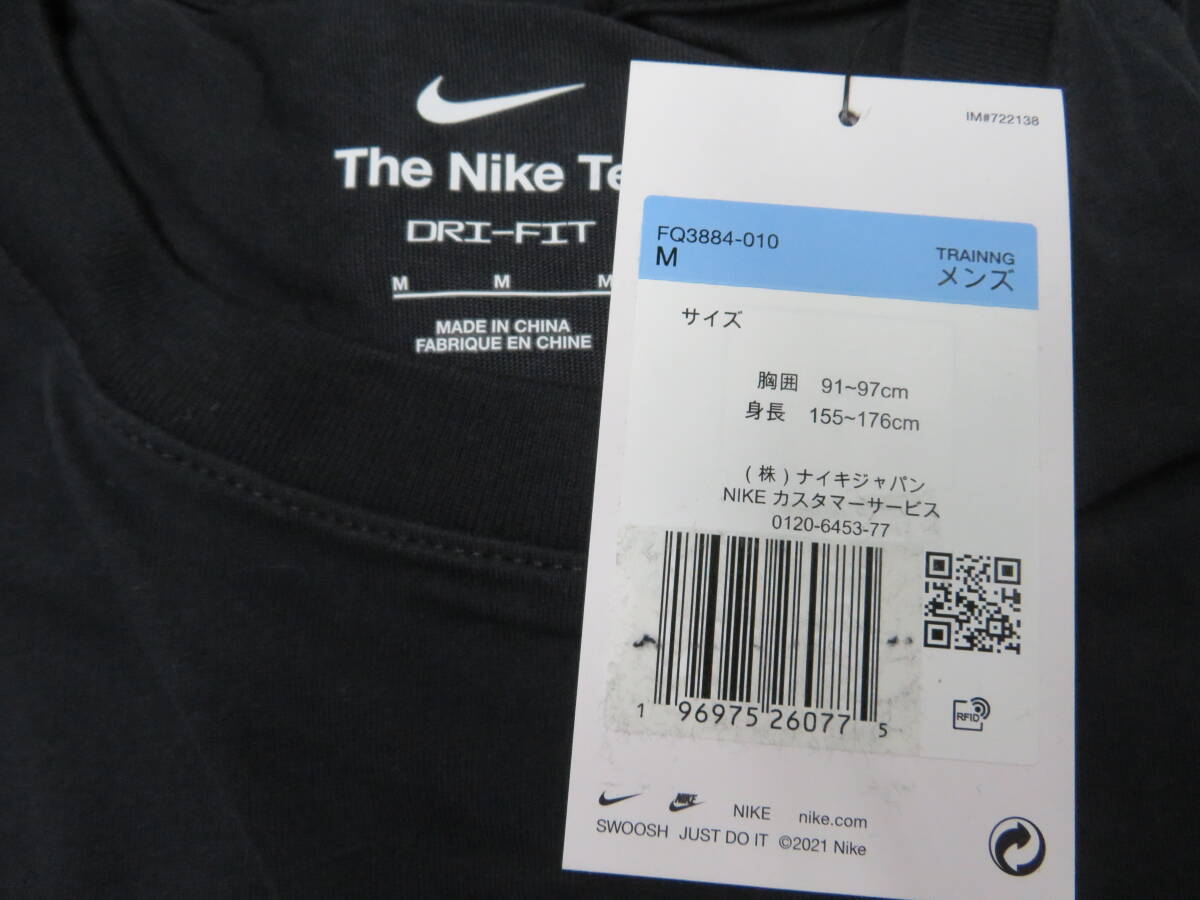 The Nike Te
DRI-FIT
M M M
MADE IN CHINA
FABRIQUE EN CHINE
IM#722138
FQ3884-010
M
TRAINNG
メンズ
サイズ
胸囲 91~97cm
身長 155~176cm
(株)ナイキジャパン
NIKE カスタマーサービス
0120-6453-77
1 96975 26077 5
RFID
NIKE
NIKE nike.com
SWOOSH JUST DO IT ©2021 Nike